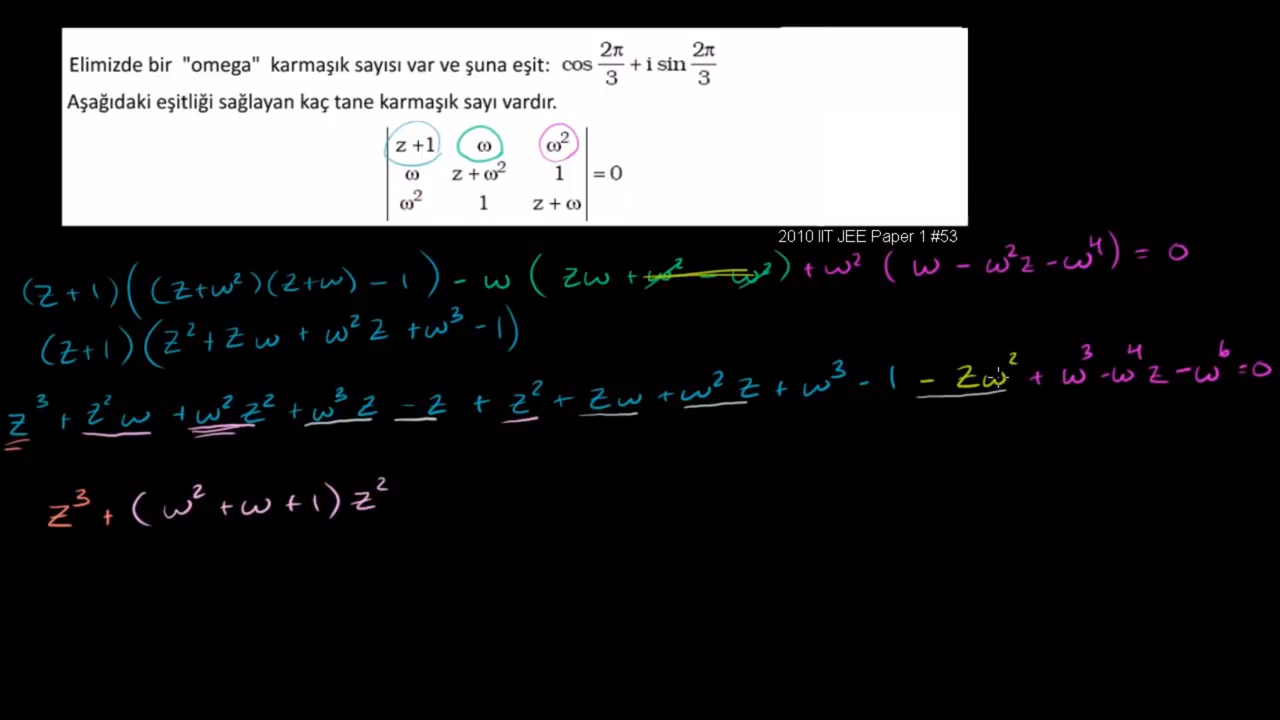 Elimizde bir "omega" karmaşık sayısı var ve şuna eşit: cos 2π/3 + i sin 2π/3
Aşağıdaki eşitliği sağlayan kaç tane karmaşık sayı vardır.
| z +1 ω ω² |
| ω z + ω² 1 | = 0
| ω² 1 z + ω |
2010 IIT JEE Paper 1 #53
(z+1)((z+ω²)(z+ω) - 1) - ω (zω + ω² - ω²) + ω² (ω - ω²z - ω⁴) = 0
(z+1)(z² + zω + ω²z + ω³ - 1)
z³ + z²ω + ω²z² + ω³z - z + z² + zω + ω²z + ω³ - 1 - zω² + ω³ - ω⁴z - ω⁶ = 0
z³ + (ω² + ω + 1) z²